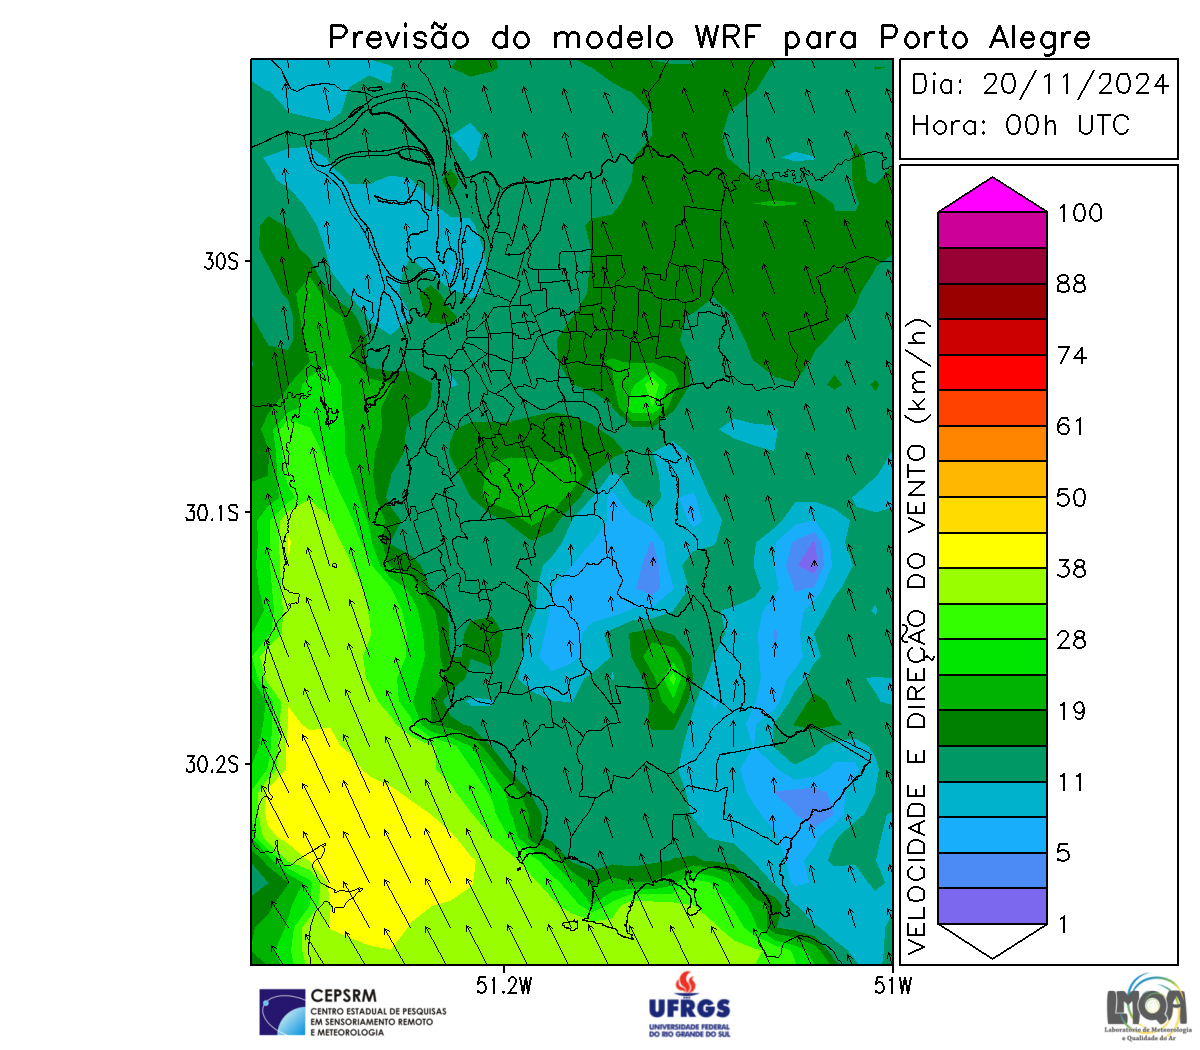 Previsão do modelo WRF para Porto Alegre
Dia: 20/11/2024
Hora: 00h UTC
30S
30.1S
30.2S
51.2W
51W
VELOCIDADE E DIREÇÃO DO VENTO (km/h)
100
88
74
61
50
38
28
19
11
5
1
CEPSRM
CENTRO ESTADUAL DE PESQUISAS
EM SENSORIAMENTO REMOTO
E METEOROLOGIA
UFRGS
UNIVERSIDADE FEDERAL
DO RIO GRANDE DO SUL
LMQA
Laboratório de Meteorologia
e Qualidade do Ar